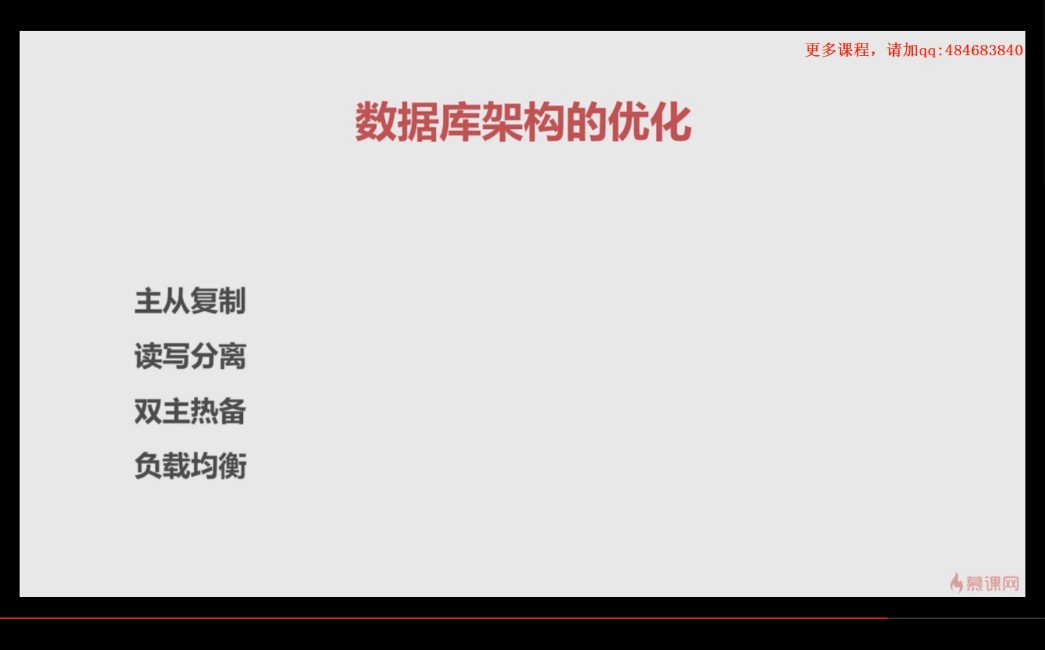 更多课程，请加qq:484683840
数据库架构的优化
主从复制
读写分离
双主热备
负载均衡
慕课网